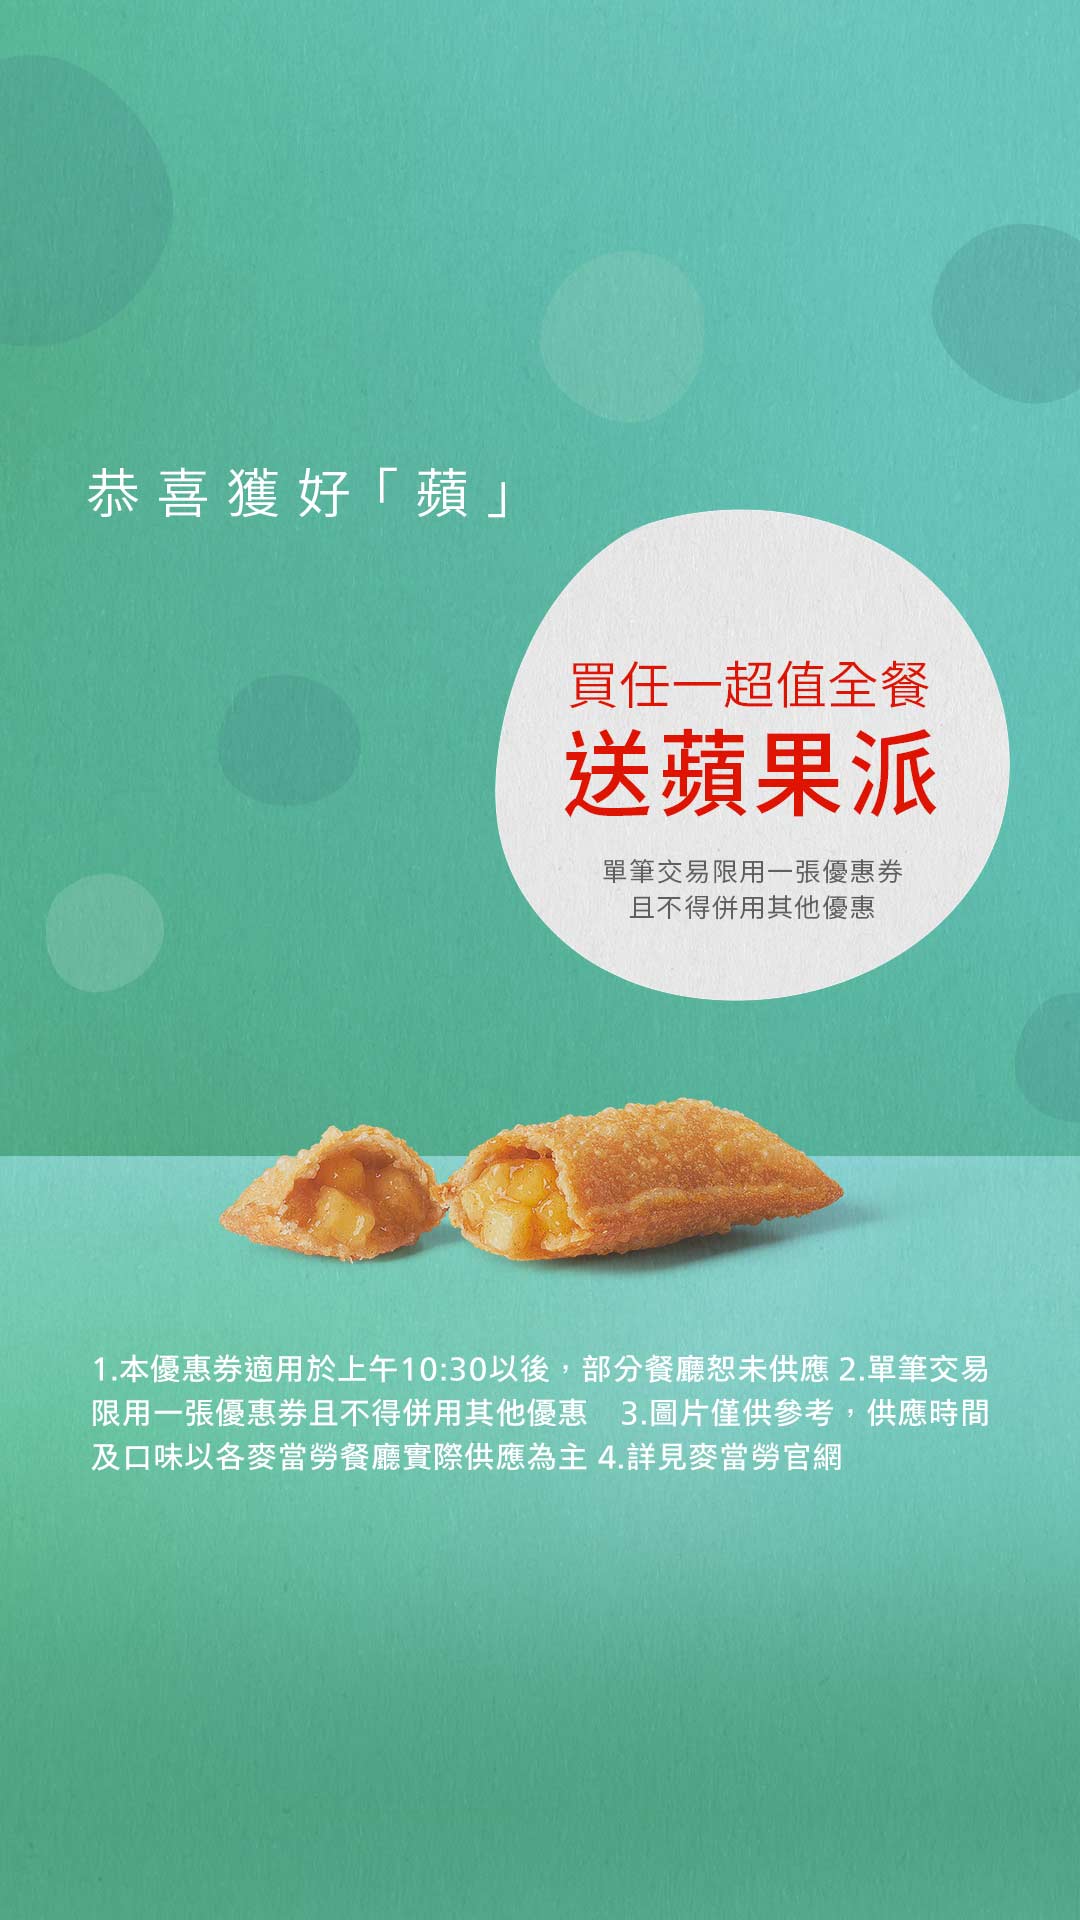 恭喜獲好「蘋」
買任一超值全餐
送蘋果派
單筆交易限用一張優惠券
且不得併用其他優惠
1.本優惠券適用於上午10:30以後，部分餐廳恕未供應 2.單筆交易
限用一張優惠券且不得併用其他優惠　3.圖片僅供參考，供應時間
及口味以各麥當勞餐廳實際供應為主 4.詳見麥當勞官網